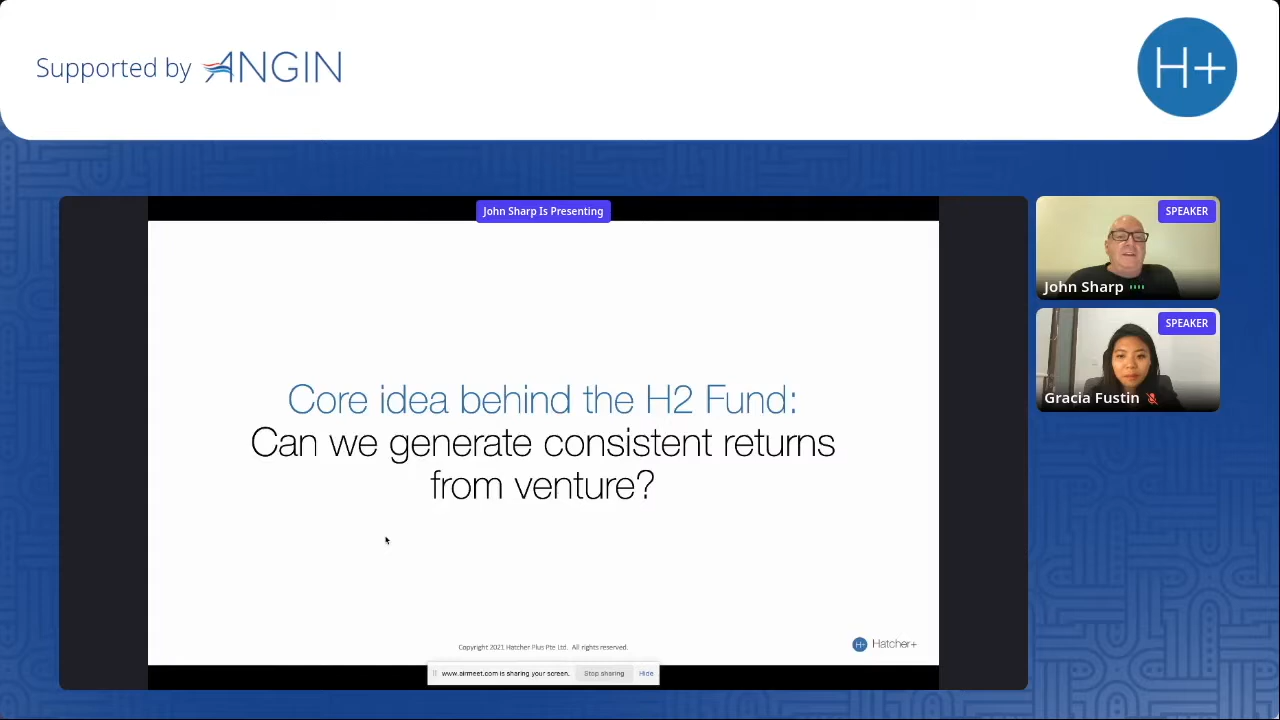 Supported by ANGIN
H+
John Sharp Is Presenting
SPEAKER
John Sharp
SPEAKER
Gracia Fustin
Core idea behind the H2 Fund:
Can we generate consistent returns
from venture?
Copyright 2021 Hatcher Plus Pte Ltd. All rights reserved.
H+ Hatcher+
www.airmeet.com is sharing your screen. Stop sharing Hide